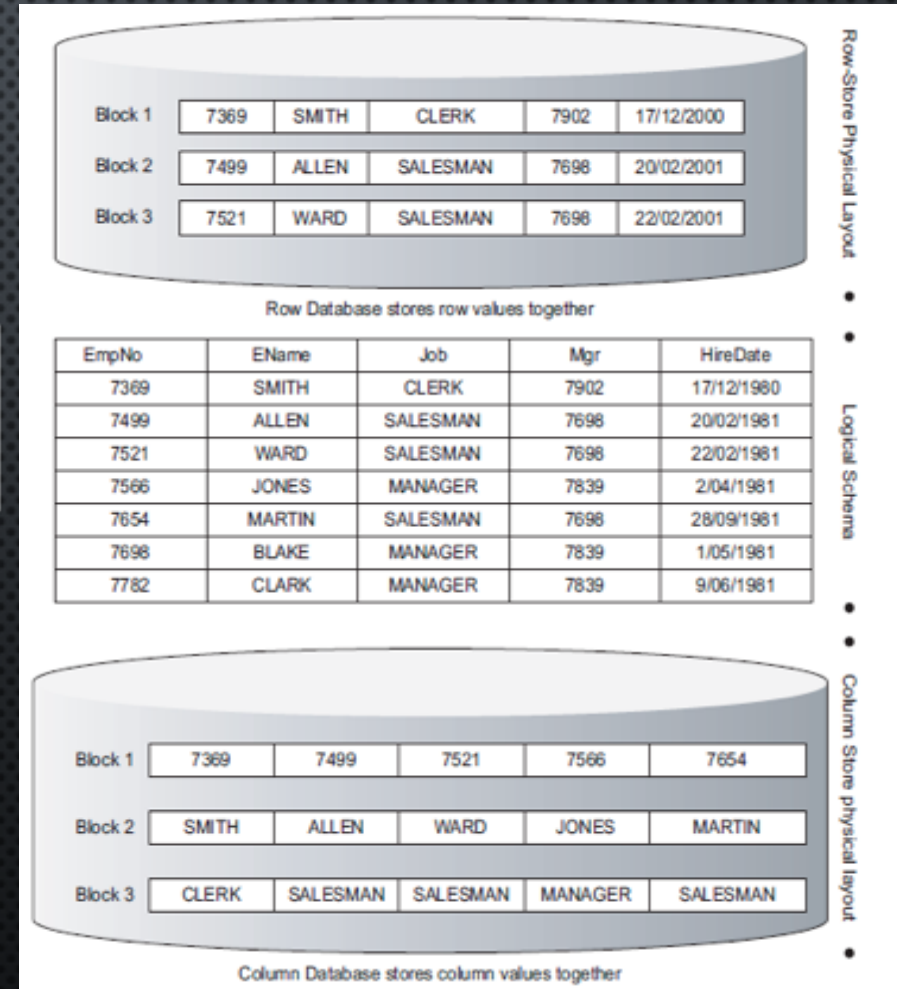 Block 1 7369 SMITH CLERK 7902 17/12/2000
Block 2 7499 ALLEN SALESMAN 7698 20/02/2001
Block 3 7521 WARD SALESMAN 7698 22/02/2001
Row Database stores row values together
Row-Store Physical Layout
EmpNo EName Job Mgr HireDate
7369 SMITH CLERK 7902 17/12/1980
7499 ALLEN SALESMAN 7698 20/02/1981
7521 WARD SALESMAN 7698 22/02/1981
7566 JONES MANAGER 7839 2/04/1981
7654 MARTIN SALESMAN 7698 28/09/1981
7698 BLAKE MANAGER 7839 1/05/1981
7782 CLARK MANAGER 7839 9/06/1981
Logical Schema
Block 1 7369 7499 7521 7566 7654
Block 2 SMITH ALLEN WARD JONES MARTIN
Block 3 CLERK SALESMAN SALESMAN MANAGER SALESMAN
Column Database stores column values together
Column Store physical layout